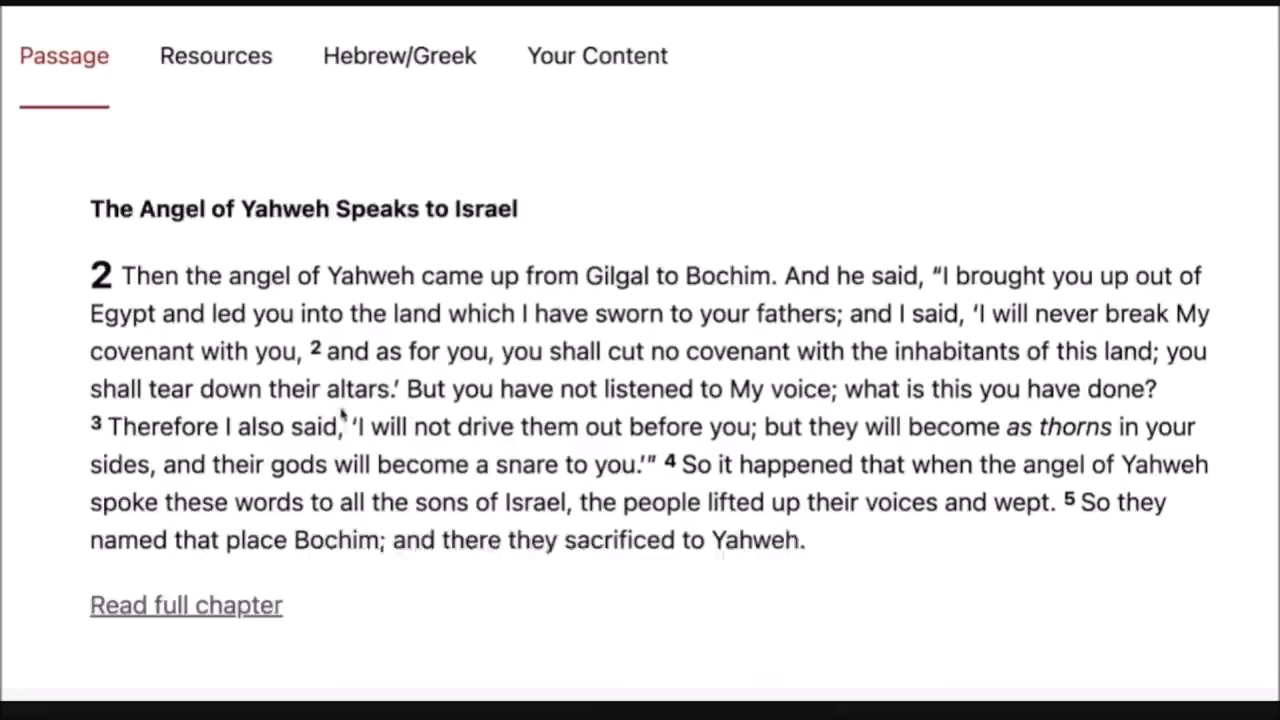 Passage Resources Hebrew/Greek Your Content
The Angel of Yahweh Speaks to Israel
2 Then the angel of Yahweh came up from Gilgal to Bochim. And he said, “I brought you up out of
Egypt and led you into the land which I have sworn to your fathers; and I said, ‘I will never break My
covenant with you, 2 and as for you, you shall cut no covenant with the inhabitants of this land; you
shall tear down their altars.’ But you have not listened to My voice; what is this you have done?
3 Therefore I also said, ‘I will not drive them out before you; but they will become as thorns in your
sides, and their gods will become a snare to you.’” 4 So it happened that when the angel of Yahweh
spoke these words to all the sons of Israel, the people lifted up their voices and wept. 5 So they
named that place Bochim; and there they sacrificed to Yahweh.
Read full chapter